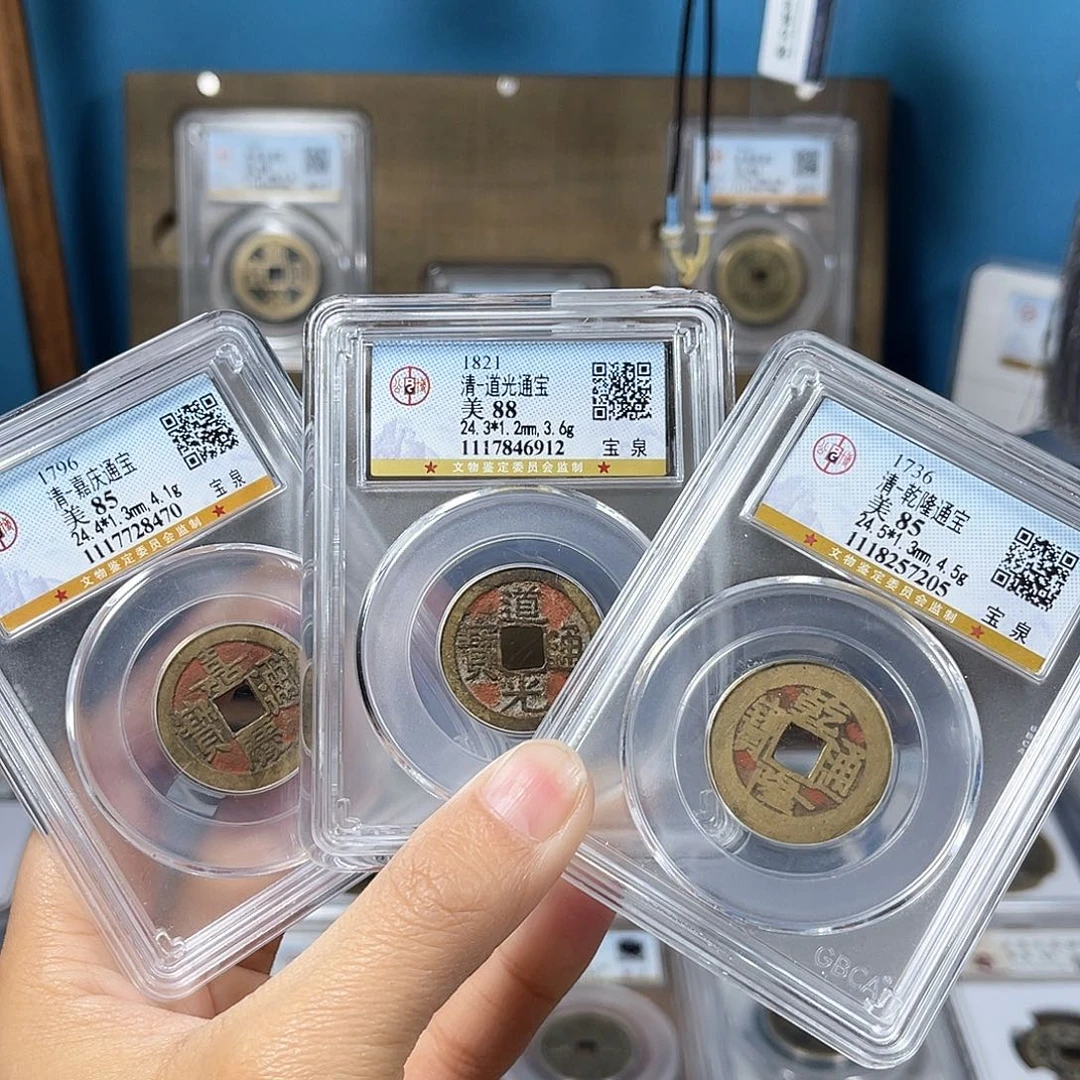 1796
清-嘉庆通宝
美 85
24.4*1.3mm,4.1g
1117728470
宝 泉
文物鉴定委员会监制
嘉慶通寶
1821
清-道光通宝
美 88
24.3*1.2mm,3.6g
1117846912
宝 泉
文物鉴定委员会监制
道光通寶
1736
清-乾隆通宝
美 85
24.5*1.3mm,4.5g
1118257205
宝 泉
文物鉴定委员会监制
乾隆通寶
GBCA